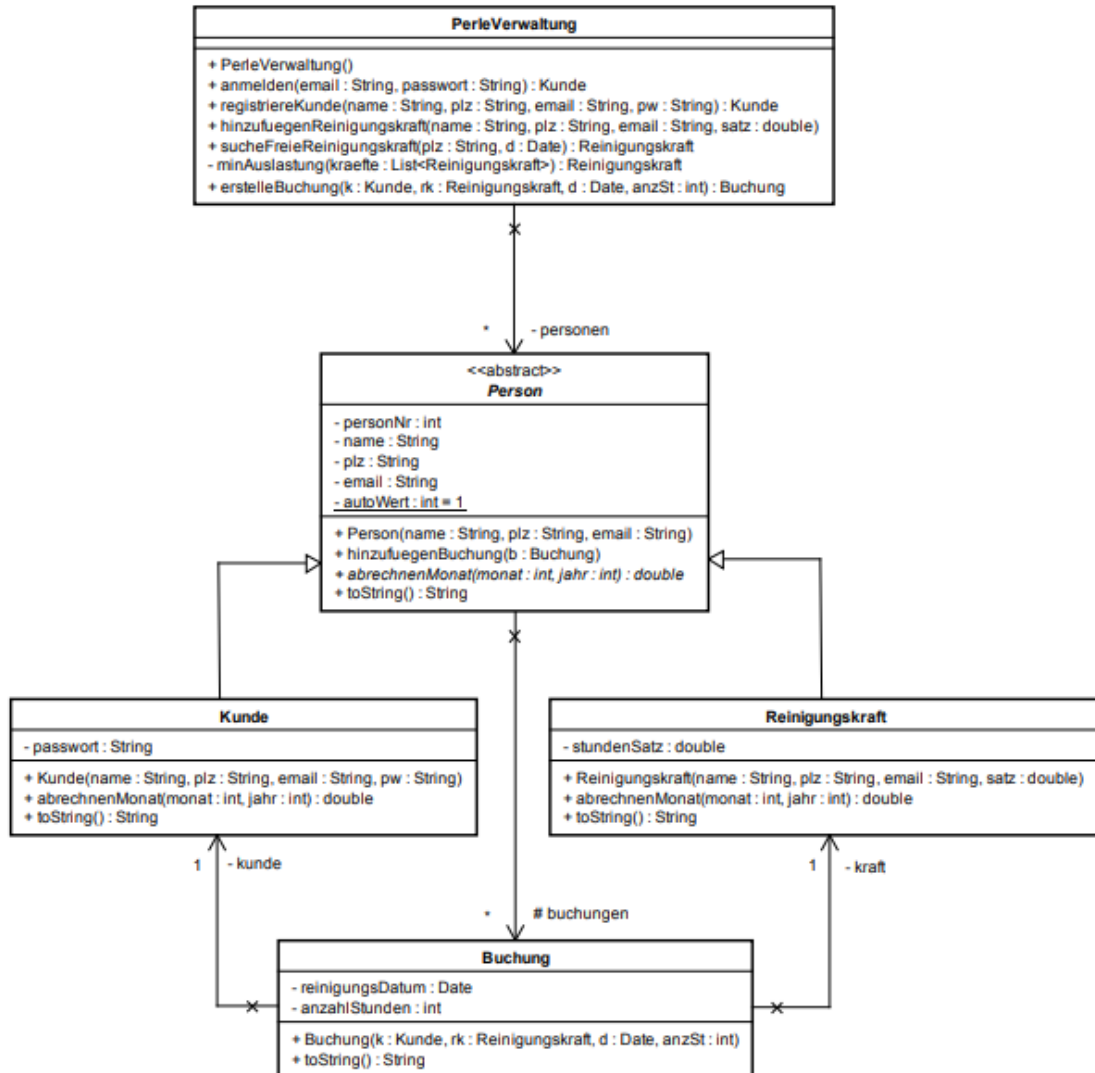 PerleVerwaltung
+ PerleVerwaltung()
+ anmelden(email : String, passwort : String) : Kunde
+ registriereKunde(name : String, plz : String, email : String, pw : String) : Kunde
+ hinzufuegenReinigungskraft(name : String, plz : String, email : String, satz : double)
+ sucheFreieReinigungskraft(plz : String, d : Date) : Reinigungskraft
- minAuslastung(kraefte : List<Reinigungskraft>) : Reinigungskraft
+ erstelleBuchung(k : Kunde, rk : Reinigungskraft, d : Date, anzSt : int) : Buchung
* - personen
<<abstract>>
Person
- personNr : int
- name : String
- plz : String
- email : String
- autoWert : int = 1
+ Person(name : String, plz : String, email : String)
+ hinzufuegenBuchung(b : Buchung)
+ abrechnenMonat(monat : int, jahr : int) : double
+ toString() : String
Kunde
- passwort : String
+ Kunde(name : String, plz : String, email : String, pw : String)
+ abrechnenMonat(monat : int, jahr : int) : double
+ toString() : String
Reinigungskraft
- stundenSatz : double
+ Reinigungskraft(name : String, plz : String, email : String, satz : double)
+ abrechnenMonat(monat : int, jahr : int) : double
+ toString() : String
1 - kunde
1 - kraft
* # buchungen
Buchung
- reinigungsDatum : Date
- anzahlStunden : int
+ Buchung(k : Kunde, rk : Reinigungskraft, d : Date, anzSt : int)
+ toString() : String